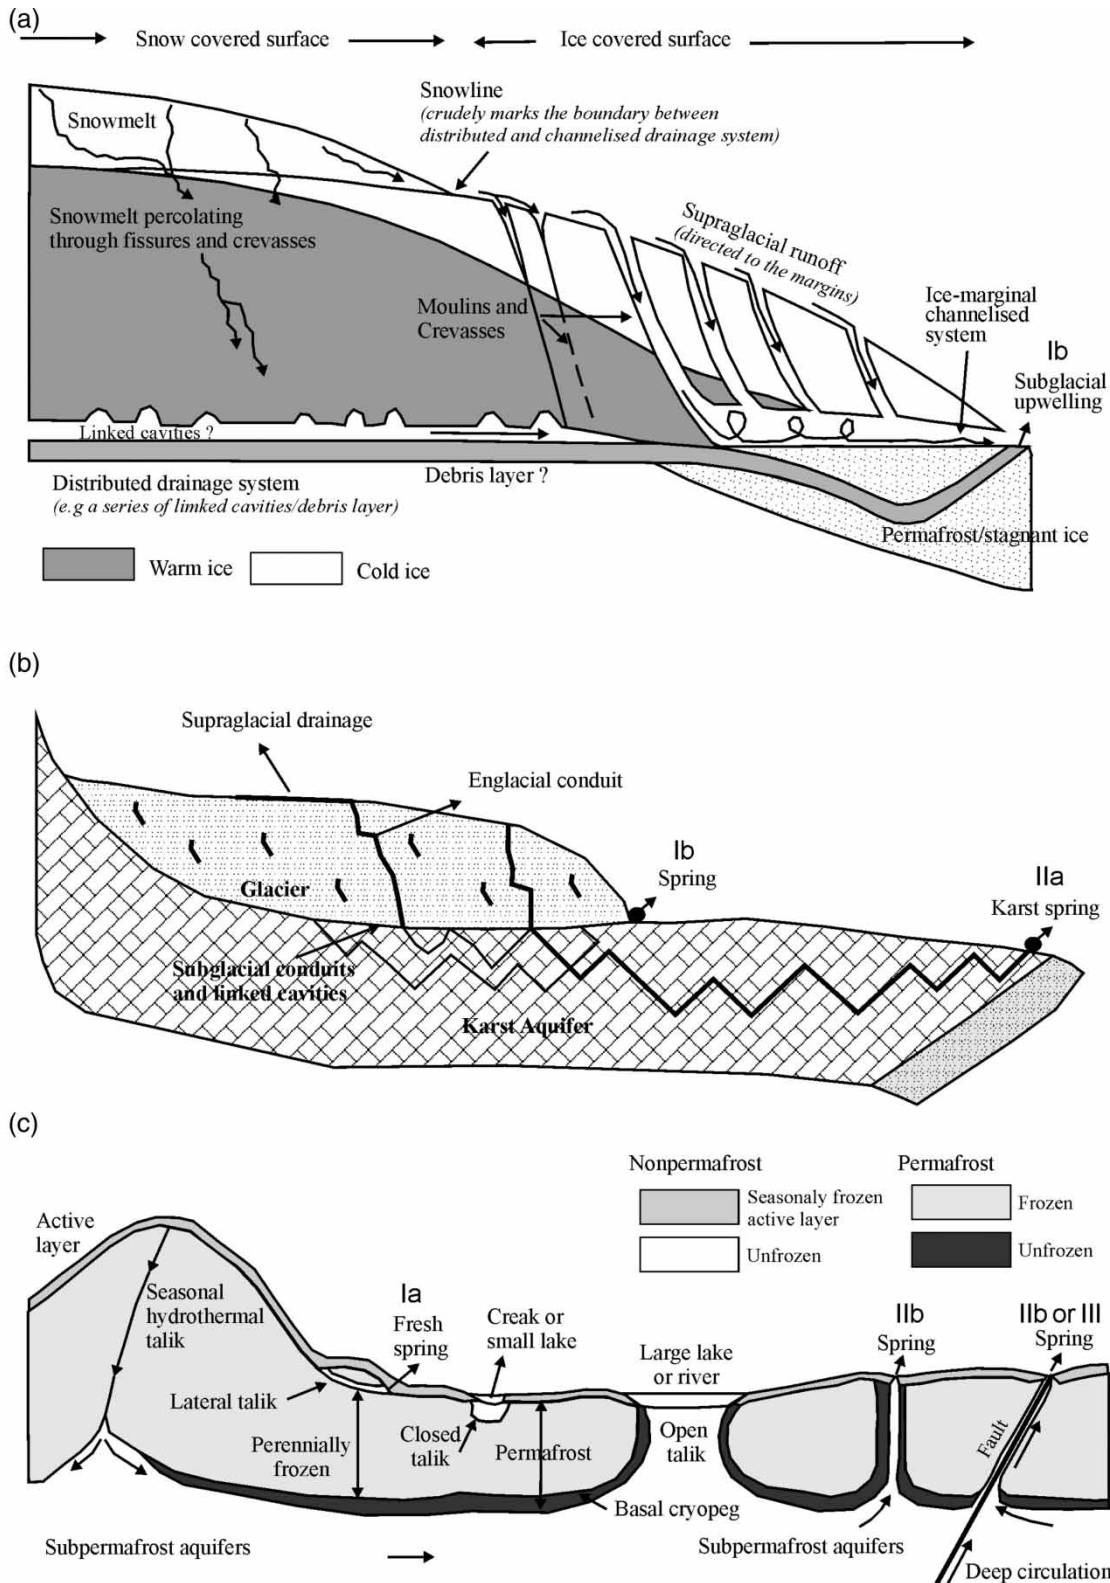 (a)
Snow covered surface
Ice covered surface
Snowline
(crudely marks the boundary between
distributed and channelised drainage system)
Snowmelt
Snowmelt percolating
through fissures and crevasses
Supraglacial runoff
(directed to the margins)
Moulins and
Crevasses
Ice-marginal
channelised
system
Ib
Subglacial
upwelling
Linked cavities ?
Debris layer ?
Distributed drainage system
(e.g a series of limked cavities/debris layer)
Permafrost/stagnant ice
Warm ice
Cold ice
(b)
Supraglacial drainage
Englacial conduit
Ib
Spring
IIa
Karst spring
Glacier
Subglacial conduits
and linked cavities
Karst Aquifer
(c)
Nonpermafrost
Permafrost
Seasonaly frozen
active layer
Frozen
Unfrozen
Unfrozen
Active
layer
Seasonal
hydrothermal
talik
Ia
Fresh
spring
Creak or
small lake
Large lake
or river
IIb
Spring
IIb or III
Spring
Lateral talik
Closed
talik
Perennially
frozen
Permafrost
Open
talik
Fault
Basal cryopeg
Subpermafrost aquifers
Subpermafrost aquifers
Deep circulation